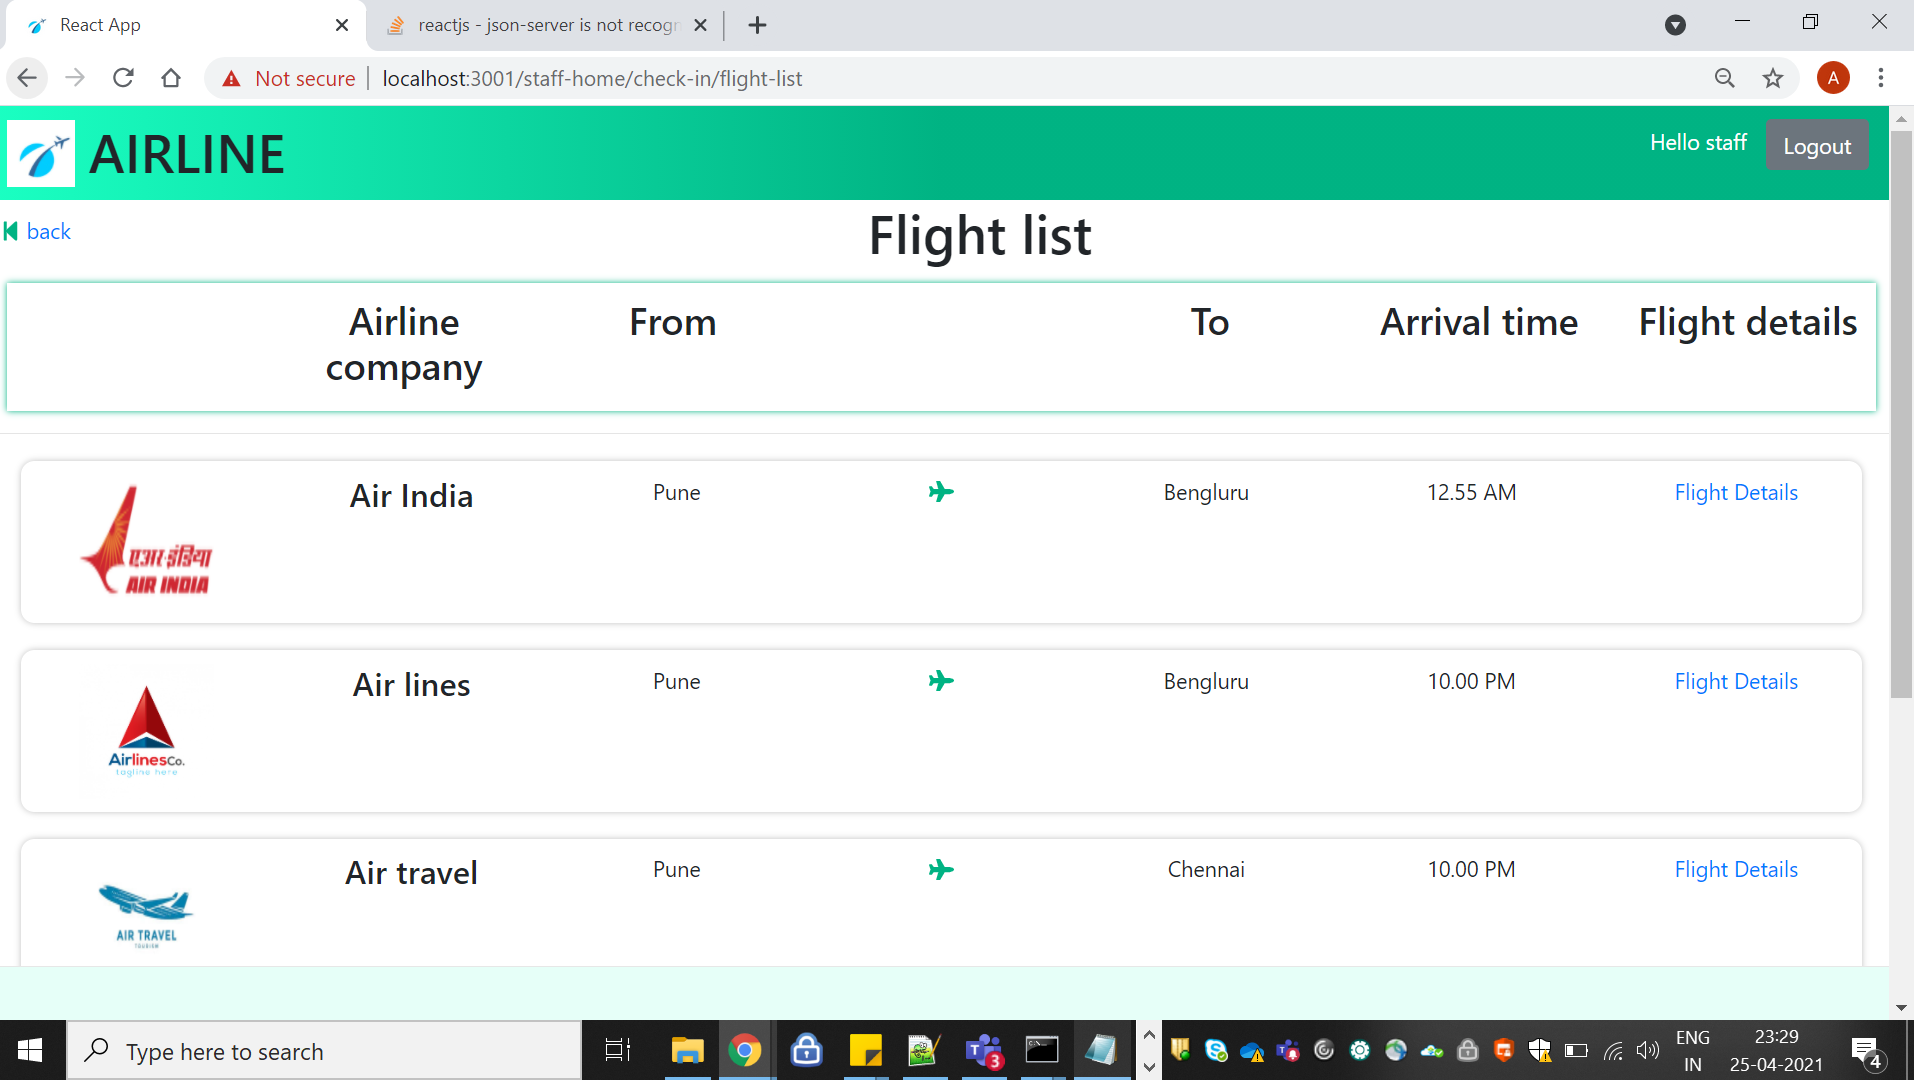 React App
reactjs - json-server is not recogn
Not secure
localhost:3001/staff-home/check-in/flight-list
A
AIRLINE
Hello staff
Logout
back
Flight list
Airline company
From
To
Arrival time
Flight details
एअर इंडिया
AIR INDIA
Air India
Pune
Bengluru
12.55 AM
Flight Details
AirlinesCo.
tagline here
Air lines
Pune
Bengluru
10.00 PM
Flight Details
AIR TRAVEL
TOURISM
Air travel
Pune
Chennai
10.00 PM
Flight Details
Type here to search
3
ENG
IN
23:29
25-04-2021
4